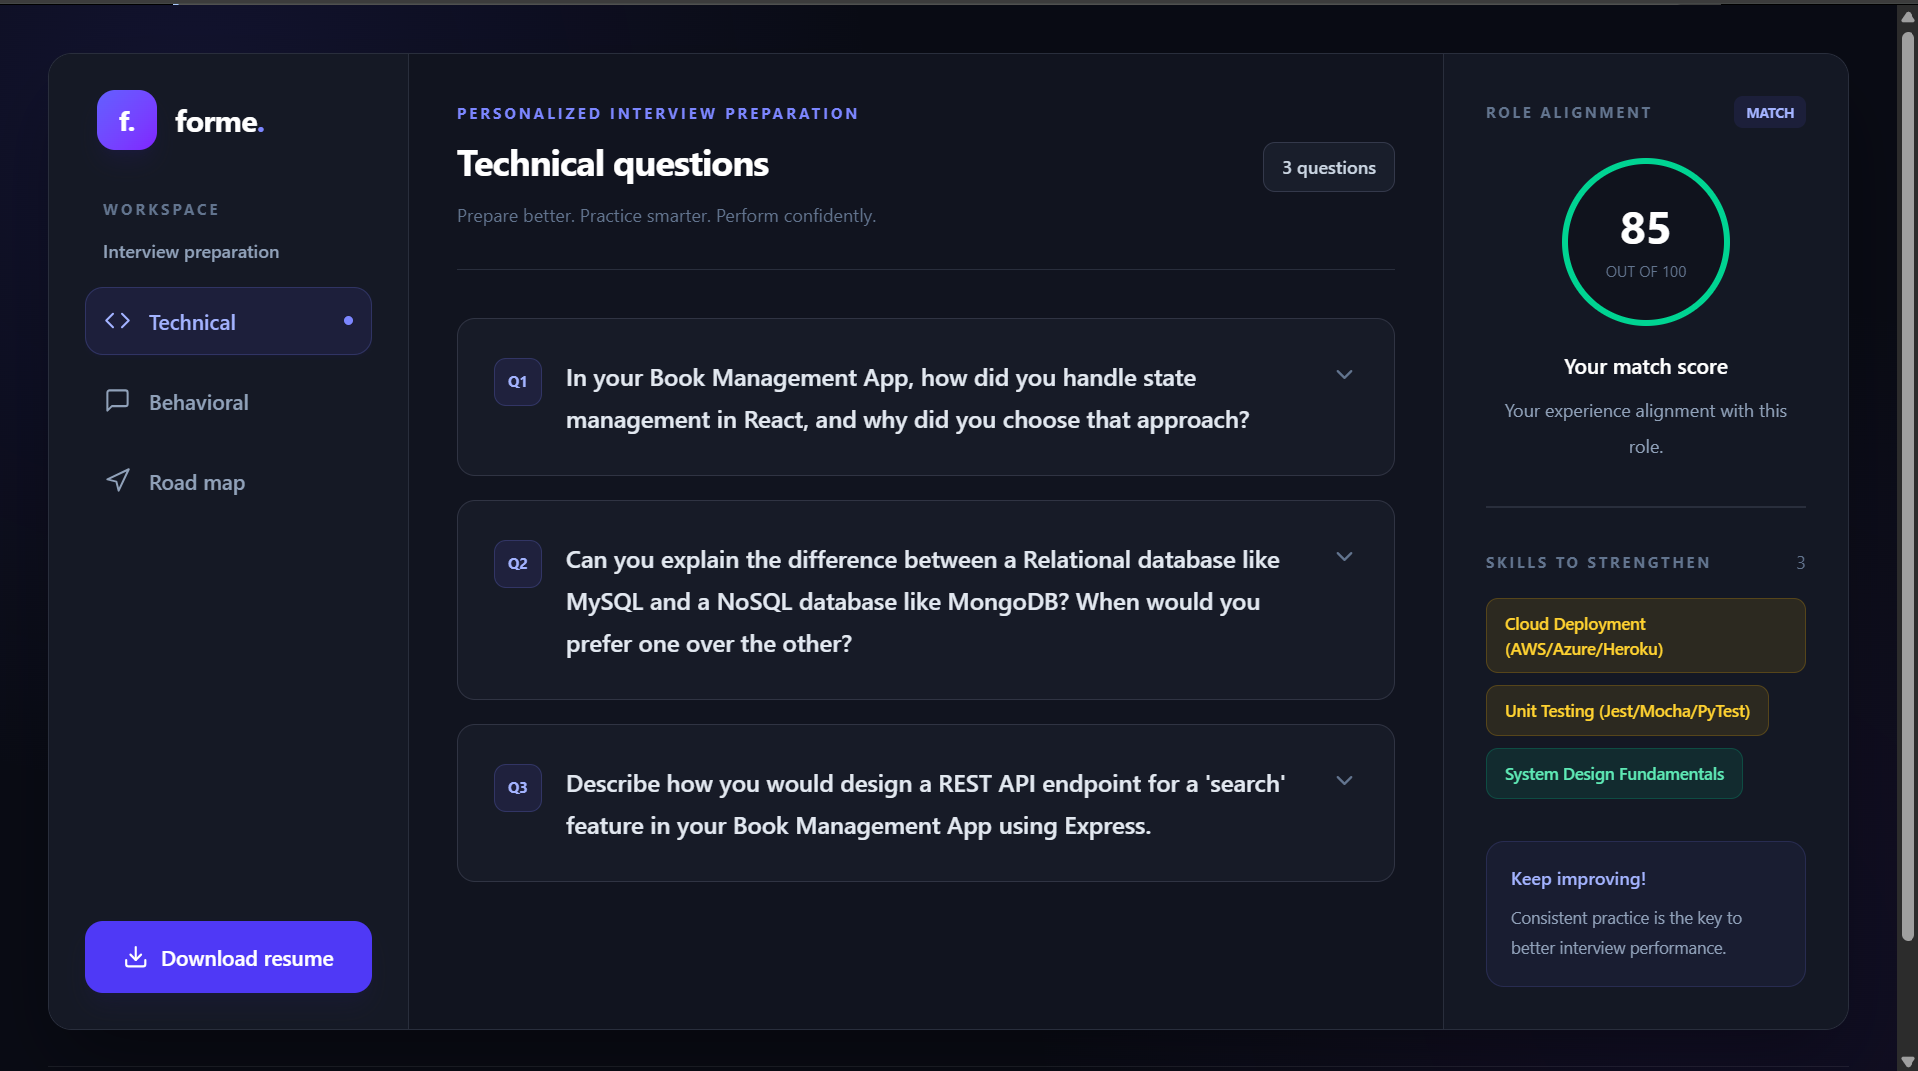 f.
forme.
WORKSPACE
Interview preparation
Technical
Behavioral
Road map
Download resume
PERSONALIZED INTERVIEW PREPARATION
Technical questions
3 questions
Prepare better. Practice smarter. Perform confidently.
Q1
In your Book Management App, how did you handle state
management in React, and why did you choose that approach?
Q2
Can you explain the difference between a Relational database like
MySQL and a NoSQL database like MongoDB? When would you
prefer one over the other?
Q3
Describe how you would design a REST API endpoint for a 'search'
feature in your Book Management App using Express.
ROLE ALIGNMENT
MATCH
85
OUT OF 100
Your match score
Your experience alignment with this
role.
SKILLS TO STRENGTHEN
3
Cloud Deployment
(AWS/Azure/Heroku)
Unit Testing (Jest/Mocha/PyTest)
System Design Fundamentals
Keep improving!
Consistent practice is the key to
better interview performance.